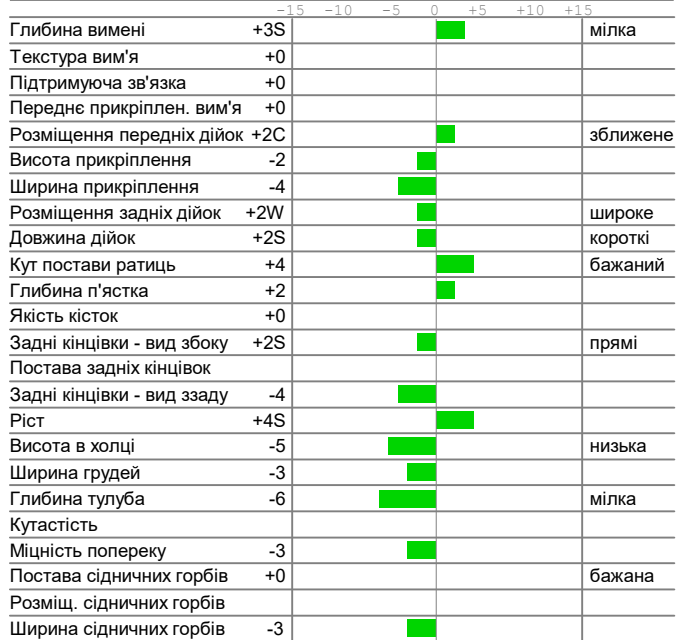 -15 -10 -5 0 +5 +10 +15
Глибина вимені +3S мілка
Текстура вим'я +0
Підтримуюча зв'язка +0
Переднє прикріплен. вим'я +0
Розміщення передніх дійок +2C зближене
Висота прикріплення -2
Ширина прикріплення -4
Розміщення задніх дійок +2W широке
Довжина дійок +2S короткі
Кут постави ратиць +4 бажаний
Глибина п'ястка +2
Якість кісток +0
Задні кінцівки - вид збоку +2S прямі
Постава задніх кінцівок
Задні кінцівки - вид ззаду -4
Ріст +4S
Висота в холці -5 низька
Ширина грудей -3
Глибина тулуба -6 мілка
Кутастість
Міцність попереку -3
Постава сідничних горбів +0 бажана
Розміщ. сідничних горбів
Ширина сідничних горбів -3